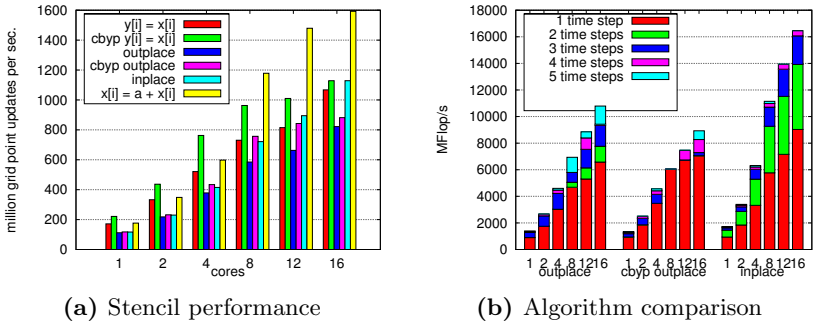 million grid point updates per sec.
1600
1400
1200
1000
800
600
400
200
0
y[i] = x[i]
cbyp y[i] = x[i]
outplace
cbyp outplace
inplace
x[i] = a + x[i]
1 2 4 8 12 16
cores
(a) Stencil performance
MFlop/s
18000
16000
14000
12000
10000
8000
6000
4000
2000
0
1 time step
2 time steps
3 time steps
4 time steps
5 time steps
1 2 4 8 12 16 1 2 4 8 12 16 1 2 4 8 12 16
outplace cbyp outplace inplace
(b) Algorithm comparison